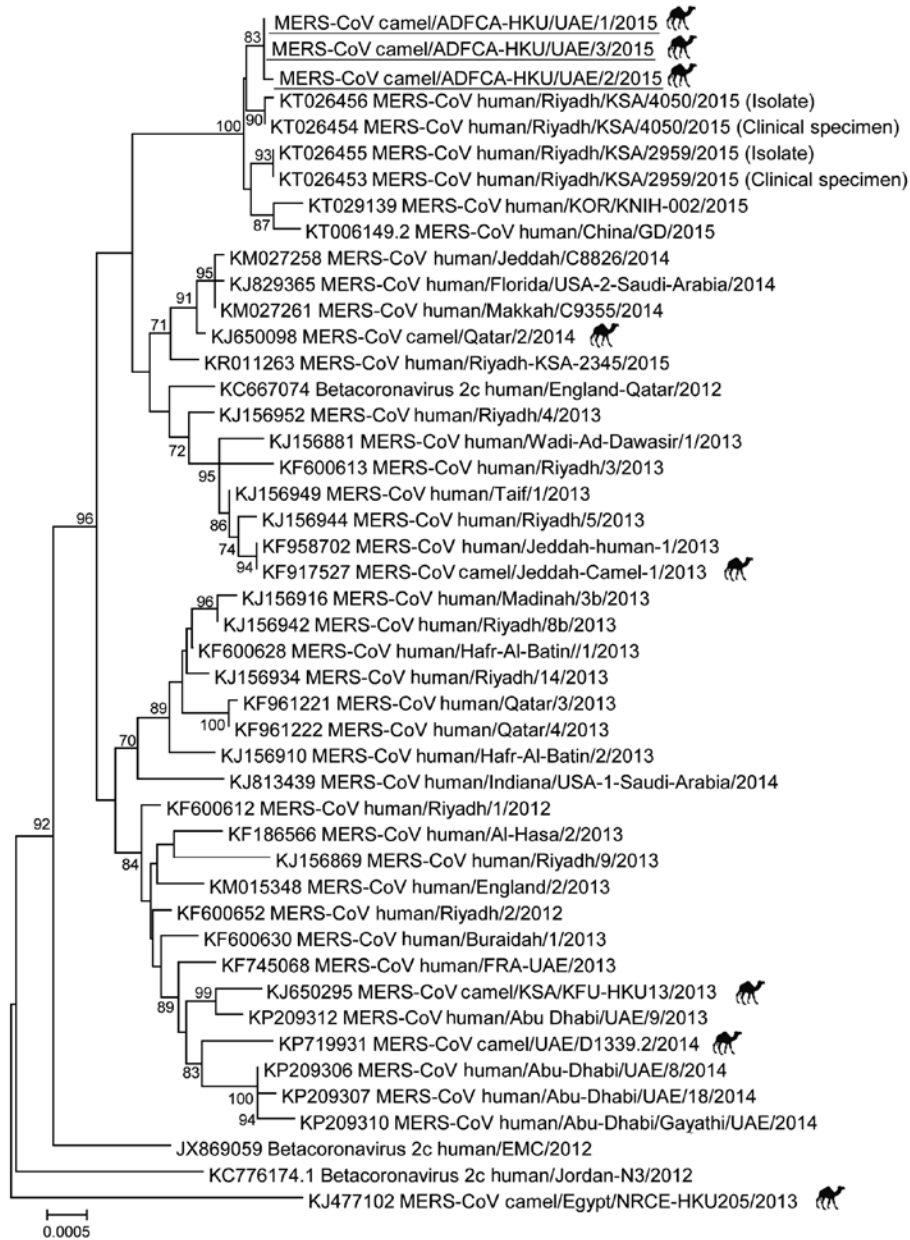 MERS-CoV camel/ADFCA-HKU/UAE/1/2015
83
MERS-CoV camel/ADFCA-HKU/UAE/3/2015
MERS-CoV camel/ADFCA-HKU/UAE/2/2015
KT026456 MERS-CoV human/Riyadh/KSA/4050/2015 (Isolate)
90
100
KT026454 MERS-CoV human/Riyadh/KSA/4050/2015 (Clinical specimen)
93
KT026455 MERS-CoV human/Riyadh/KSA/2959/2015 (Isolate)
KT026453 MERS-CoV human/Riyadh/KSA/2959/2015 (Clinical specimen)
KT029139 MERS-CoV human/KOR/KNIH-002/2015
87
KT006149.2 MERS-CoV human/China/GD/2015
KM027258 MERS-CoV human/Jeddah/C8826/2014
95
KJ829365 MERS-CoV human/Florida/USA-2-Saudi-Arabia/2014
91
KM027261 MERS-CoV human/Makkah/C9355/2014
71
KJ650098 MERS-CoV camel/Qatar/2/2014
KR011263 MERS-CoV human/Riyadh-KSA-2345/2015
KC667074 Betacoronavirus 2c human/England-Qatar/2012
KJ156952 MERS-CoV human/Riyadh/4/2013
72
KJ156881 MERS-CoV human/Wadi-Ad-Dawasir/1/2013
95
KF600613 MERS-CoV human/Riyadh/3/2013
KJ156949 MERS-CoV human/Taif/1/2013
86
96
KJ156944 MERS-CoV human/Riyadh/5/2013
74
KF958702 MERS-CoV human/Jeddah-human-1/2013
94
KF917527 MERS-CoV camel/Jeddah-Camel-1/2013
96
KJ156916 MERS-CoV human/Madinah/3b/2013
KJ156942 MERS-CoV human/Riyadh/8b/2013
KF600628 MERS-CoV human/Hafr-Al-Batin//1/2013
KJ156934 MERS-CoV human/Riyadh/14/2013
89
KF961221 MERS-CoV human/Qatar/3/2013
100
KF961222 MERS-CoV human/Qatar/4/2013
70
KJ156910 MERS-CoV human/Hafr-Al-Batin/2/2013
KJ813439 MERS-CoV human/Indiana/USA-1-Saudi-Arabia/2014
KF600612 MERS-CoV human/Riyadh/1/2012
92
KF186566 MERS-CoV human/Al-Hasa/2/2013
84
KJ156869 MERS-CoV human/Riyadh/9/2013
KM015348 MERS-CoV human/England/2/2013
KF600652 MERS-CoV human/Riyadh/2/2012
KF600630 MERS-CoV human/Buraidah/1/2013
KF745068 MERS-CoV human/FRA-UAE/2013
89
99
KJ650295 MERS-CoV camel/KSA/KFU-HKU13/2013
KP209312 MERS-CoV human/Abu Dhabi/UAE/9/2013
KP719931 MERS-CoV camel/UAE/D1339.2/2014
83
KP209306 MERS-CoV human/Abu-Dhabi/UAE/8/2014
100
KP209307 MERS-CoV human/Abu-Dhabi/UAE/18/2014
94
KP209310 MERS-CoV human/Abu-Dhabi/Gayathi/UAE/2014
JX869059 Betacoronavirus 2c human/EMC/2012
KC776174.1 Betacoronavirus 2c human/Jordan-N3/2012
KJ477102 MERS-CoV camel/Egypt/NRCE-HKU205/2013
0.0005